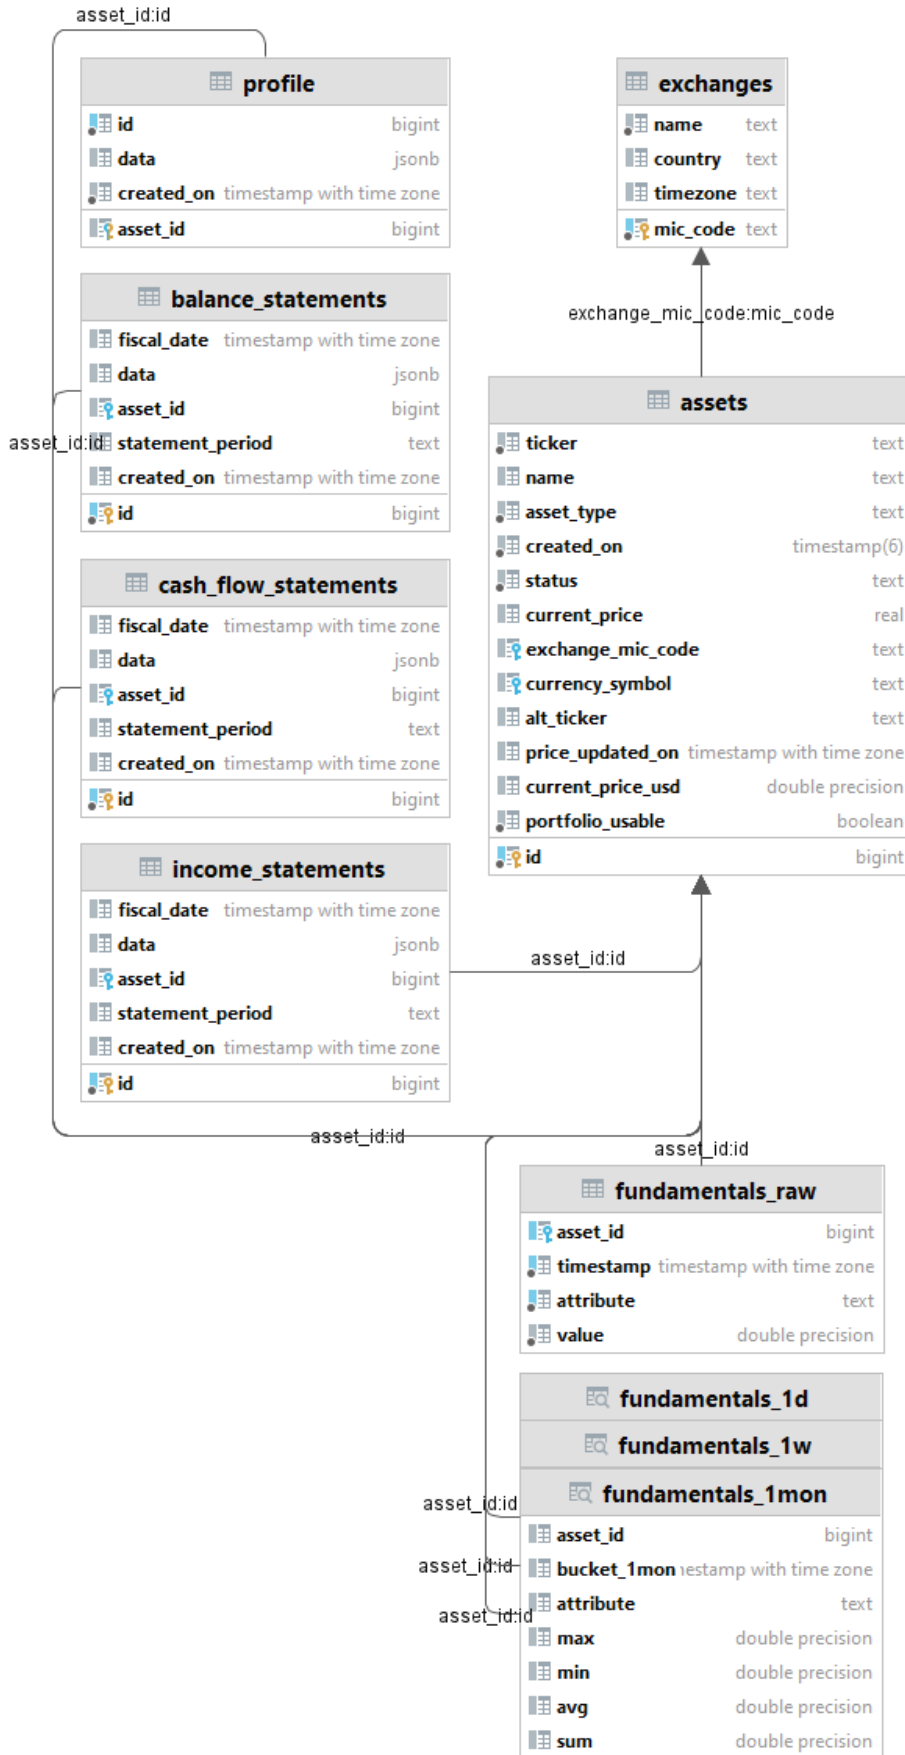 asset_id:id
profile
id bigint
data jsonb
created_on timestamp with time zone
asset_id bigint
exchanges
name text
country text
timezone text
mic_code text
exchange_mic_code:mic_code
balance_statements
fiscal_date timestamp with time zone
data jsonb
asset_id bigint
asset_id:id
statement_period text
created_on timestamp with time zone
id bigint
assets
ticker text
name text
asset_type text
created_on timestamp(6)
status text
current_price real
exchange_mic_code text
currency_symbol text
alt_ticker text
price_updated_on timestamp with time zone
current_price_usd double precision
portfolio_usable boolean
id bigint
cash_flow_statements
fiscal_date timestamp with time zone
data jsonb
asset_id bigint
statement_period text
created_on timestamp with time zone
id bigint
income_statements
fiscal_date timestamp with time zone
data jsonb
asset_id bigint
statement_period text
created_on timestamp with time zone
id bigint
asset_id:id
asset_id:id
asset_id:id
fundamentals_raw
asset_id bigint
timestamp timestamp with time zone
attribute text
value double precision
fundamentals_1d
fundamentals_1w
fundamentals_1mon
asset_id:id
asset_id bigint
asset_id:id
bucket_1mon nestamp with time zone
attribute text
asset_id:id
max double precision
min double precision
avg double precision
sum double precision